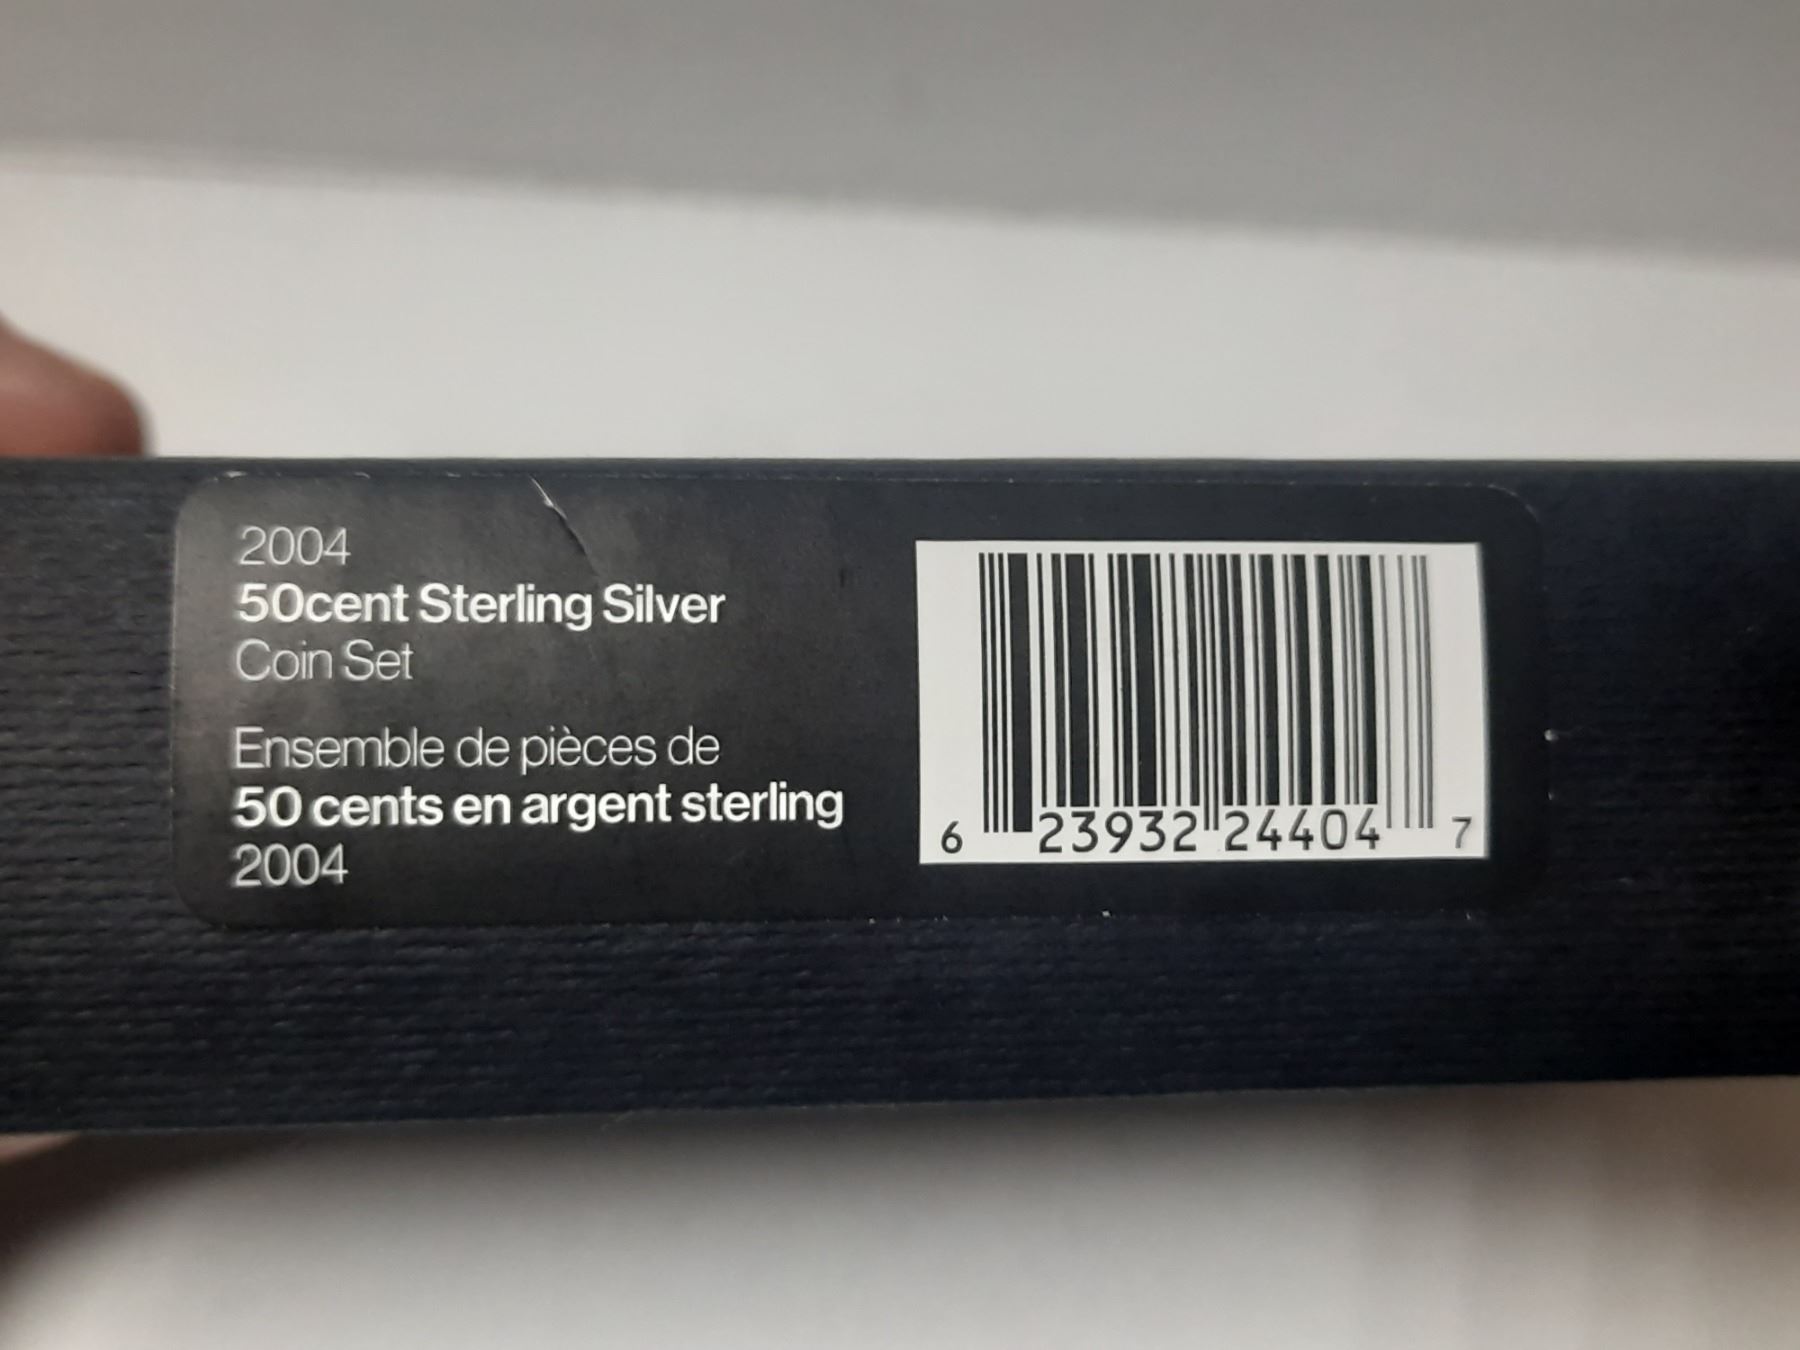 2004
50cent Sterling Silver
Coin Set
Ensemble de pièces de
50 cents en argent sterling
2004
6 23932 24404 7